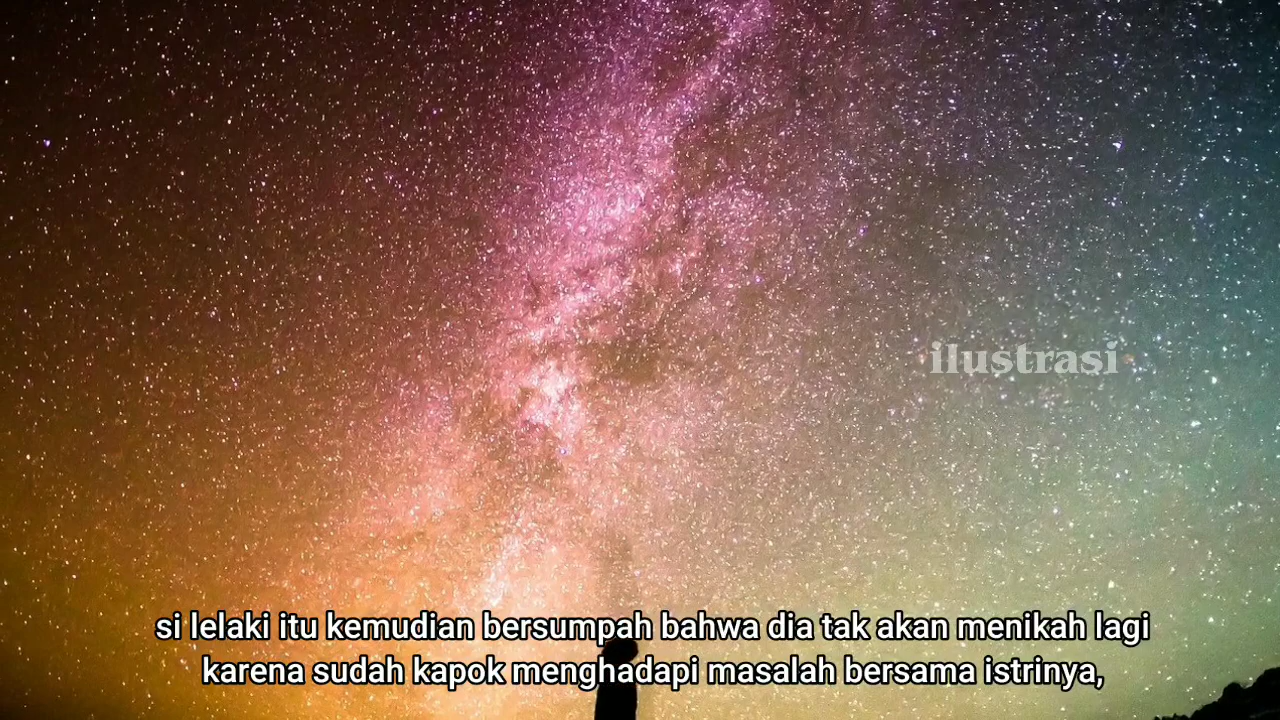 ilustrasi
si lelaki itu kemudian bersumpah bahwa dia tak akan menikah lagi
karena sudah kapok menghadapi masalah bersama istrinya,